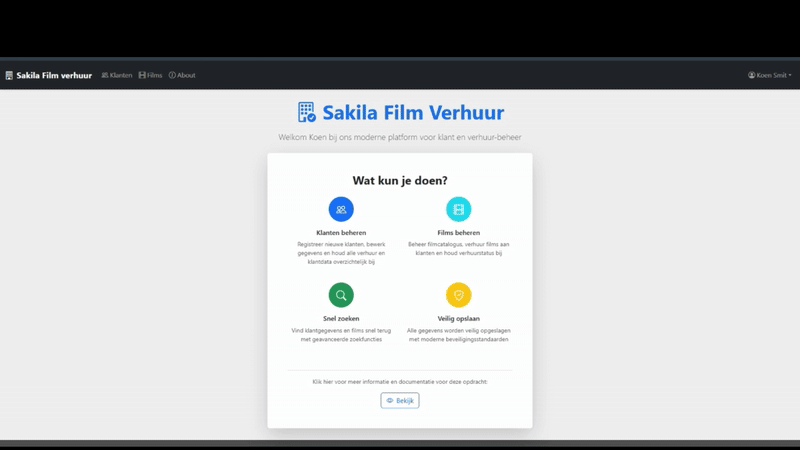 Sakila Film verhuur Klanten Films About Koen Smit
Sakila Film Verhuur
Welkom Koen bij ons moderne platform voor klant en verhuur-beheer
Wat kun je doen?
Klanten beheren
Registreer nieuwe klanten, bewerk
gegevens en houd alle verhuur en
klantdata overzichtelijk bij
Films beheren
Beheer filmcatalogus, verhuur films aan
klanten en houd verhuurstatus bij
Snel zoeken
Vind klantgegevens en films snel terug
met geavanceerde zoekfuncties
Veilig opslaan
Alle gegevens worden veilig opgeslagen
met moderne beveiligingsstandaarden
Klik hier voor meer informatie en documentatie voor deze opdracht:
Bekijk